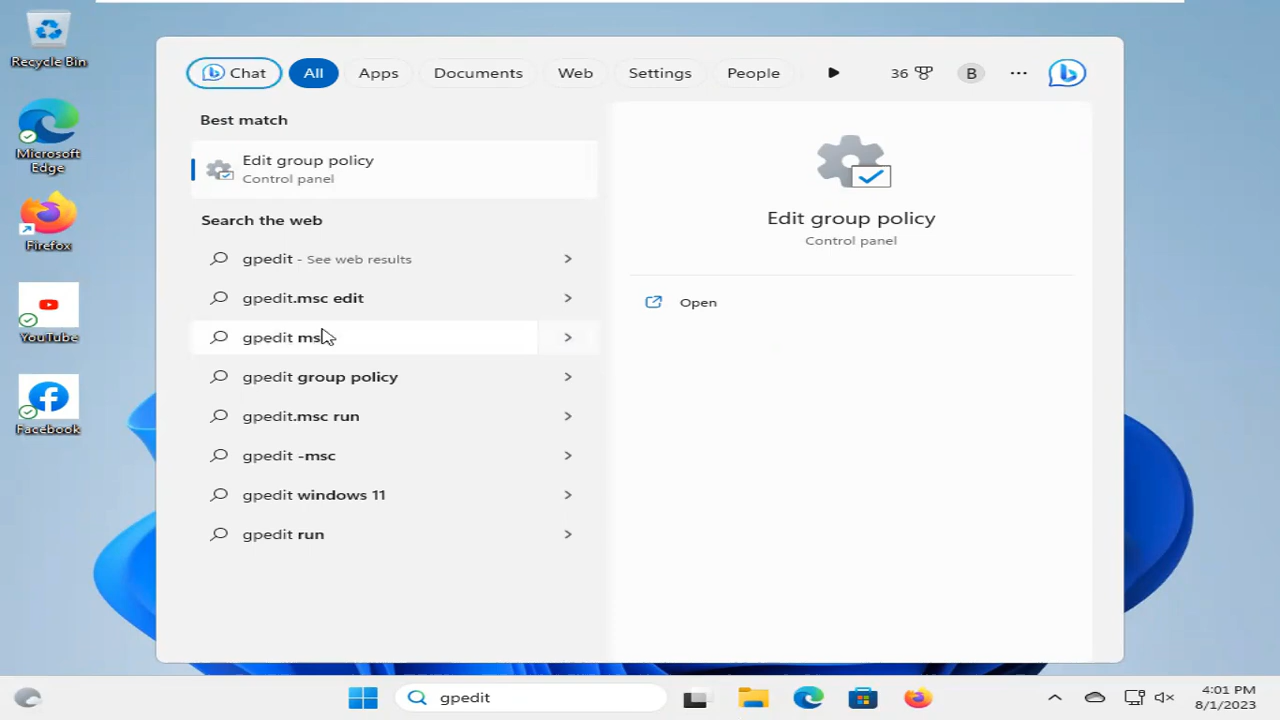 Recycle Bin
Microsoft
Edge
Firefox
YouTube
Facebook
Chat
All
Apps
Documents
Web
Settings
People
36
B
Best match
Edit group policy
Control panel
Search the web
gpedit - See web results
gpedit.msc edit
gpedit ms
gpedit group policy
gpedit.msc run
gpedit -msc
gpedit windows 11
gpedit run
Edit group policy
Control panel
Open
gpedit
4:01 PM
8/1/2023